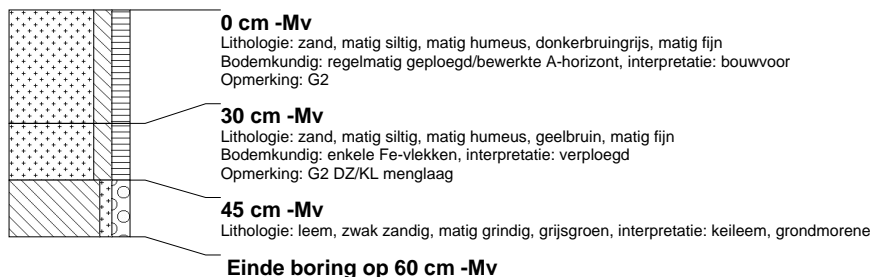 0 cm -Mv
Lithologie: zand, matig siltig, matig humeus, donkerbruingrijs, matig fijn
Bodemkundig: regelmatig geploegd/bewerkte A-horizont, interpretatie: bouwvoor
Opmerking: G2
30 cm -Mv
Lithologie: zand, matig siltig, matig humeus, geelbruin, matig fijn
Bodemkundig: enkele Fe-vlekken, interpretatie: verploegd
Opmerking: G2 DZ/KL menglaag
45 cm -Mv
Lithologie: leem, zwak zandig, matig grindig, grijsgroen, interpretatie: keileem, grondmorene
Einde boring op 60 cm -Mv